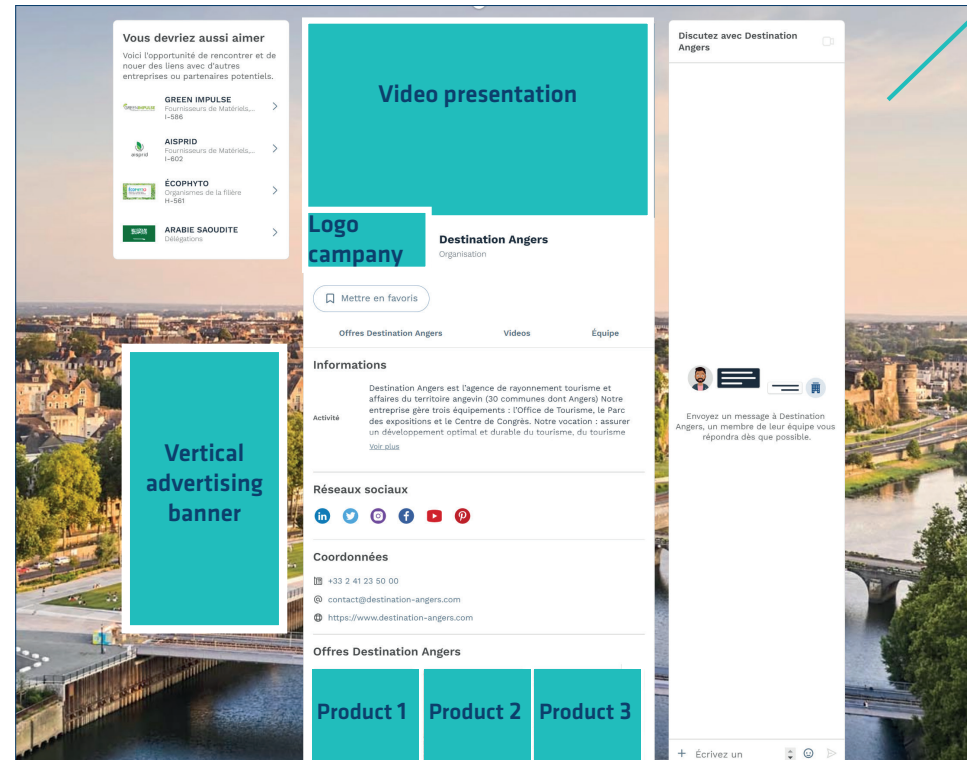 Vous devriez aussi aimer
Voici l'opportunité de rencontrer et de
nouer des liens avec d'autres
entreprises ou partenaires potentiels.
GREEN IMPULSE
Fournisseurs de Matériels,...
I-586
aisprid
AISPRID
Fournisseurs de Matériels,...
I-602
ÉCOPHYTO
Organismes de la filière
H-561
ARABIE SAOUDITE
Délégations
Vertical
advertising
banner
Video presentation
Logo
campany
Destination Angers
Organisation
Mettre en favoris
Offres Destination Angers
Videos
Équipe
Informations
Activité
Destination Angers est l'agence de rayonnement tourisme et
affaires du territoire angevin (30 communes dont Angers) Notre
entreprise gère trois équipements : l'Office de Tourisme, le Parc
des expositions et le Centre de Congrès. Notre vocation : assurer
un développement optimal et durable du tourisme, du tourisme
Voir plus
Réseaux sociaux
Coordonnées
+33 2 41 23 50 00
contact@destination-angers.com
https://www.destination-angers.com
Offres Destination Angers
Product 1
Product 2
Product 3
Discutez avec Destination
Angers
Envoyez un message à Destination
Angers, un membre de leur équipe vous
répondra dès que possible.
Écrivez un